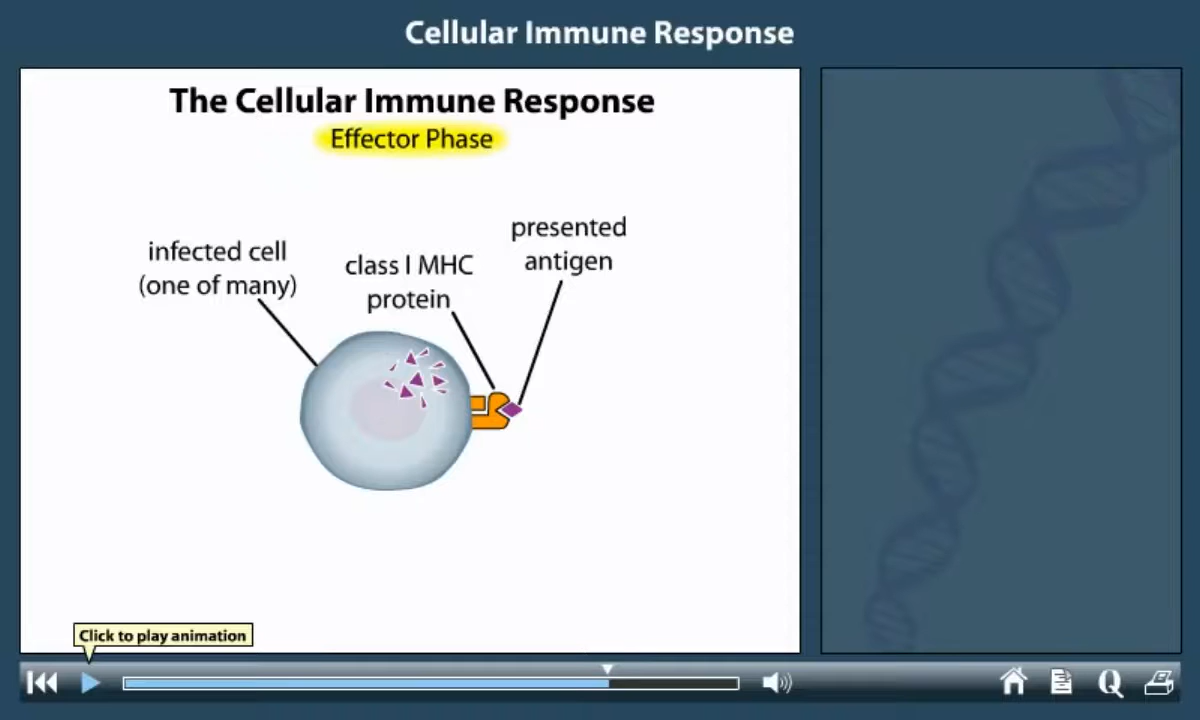 Cellular Immune Response
The Cellular Immune Response
Effector Phase
infected cell
(one of many)
class I MHC
protein
presented
antigen
Click to play animation
Q